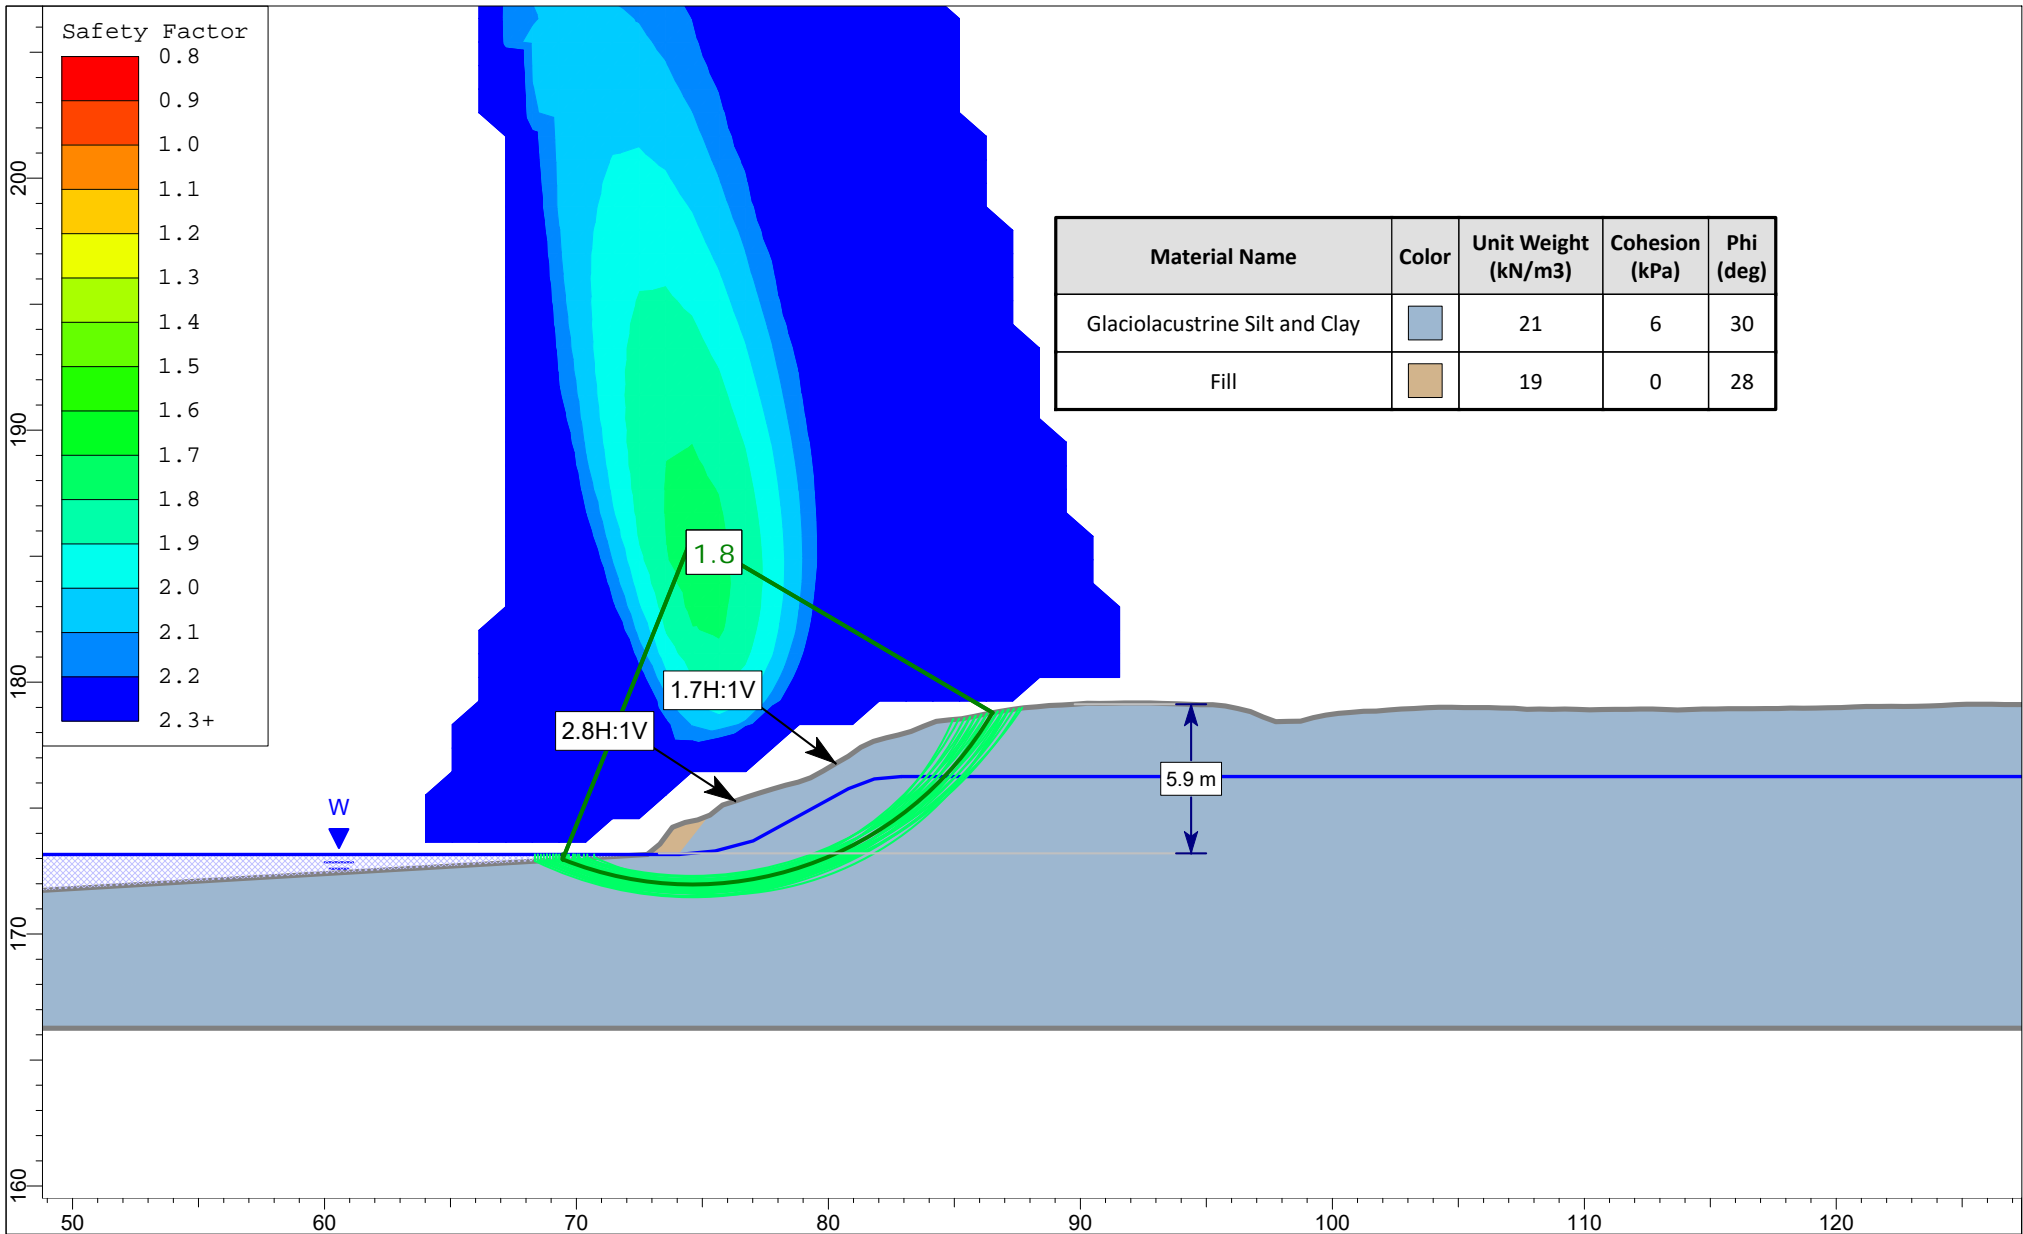 Safety Factor
0.8
0.9
1.0
1.1
1.2
1.3
1.4
1.5
1.6
1.7
1.8
1.9
2.0
2.1
2.2
2.3+
Material Name Color Unit Weight (kN/m3) Cohesion (kPa) Phi (deg)
Glaciolacustrine Silt and Clay 21 6 30
Fill 19 0 28
1.8
1.7H:1V
2.8H:1V
5.9 m
W
200
190
180
170
160
50 60 70 80 90 100 110 120